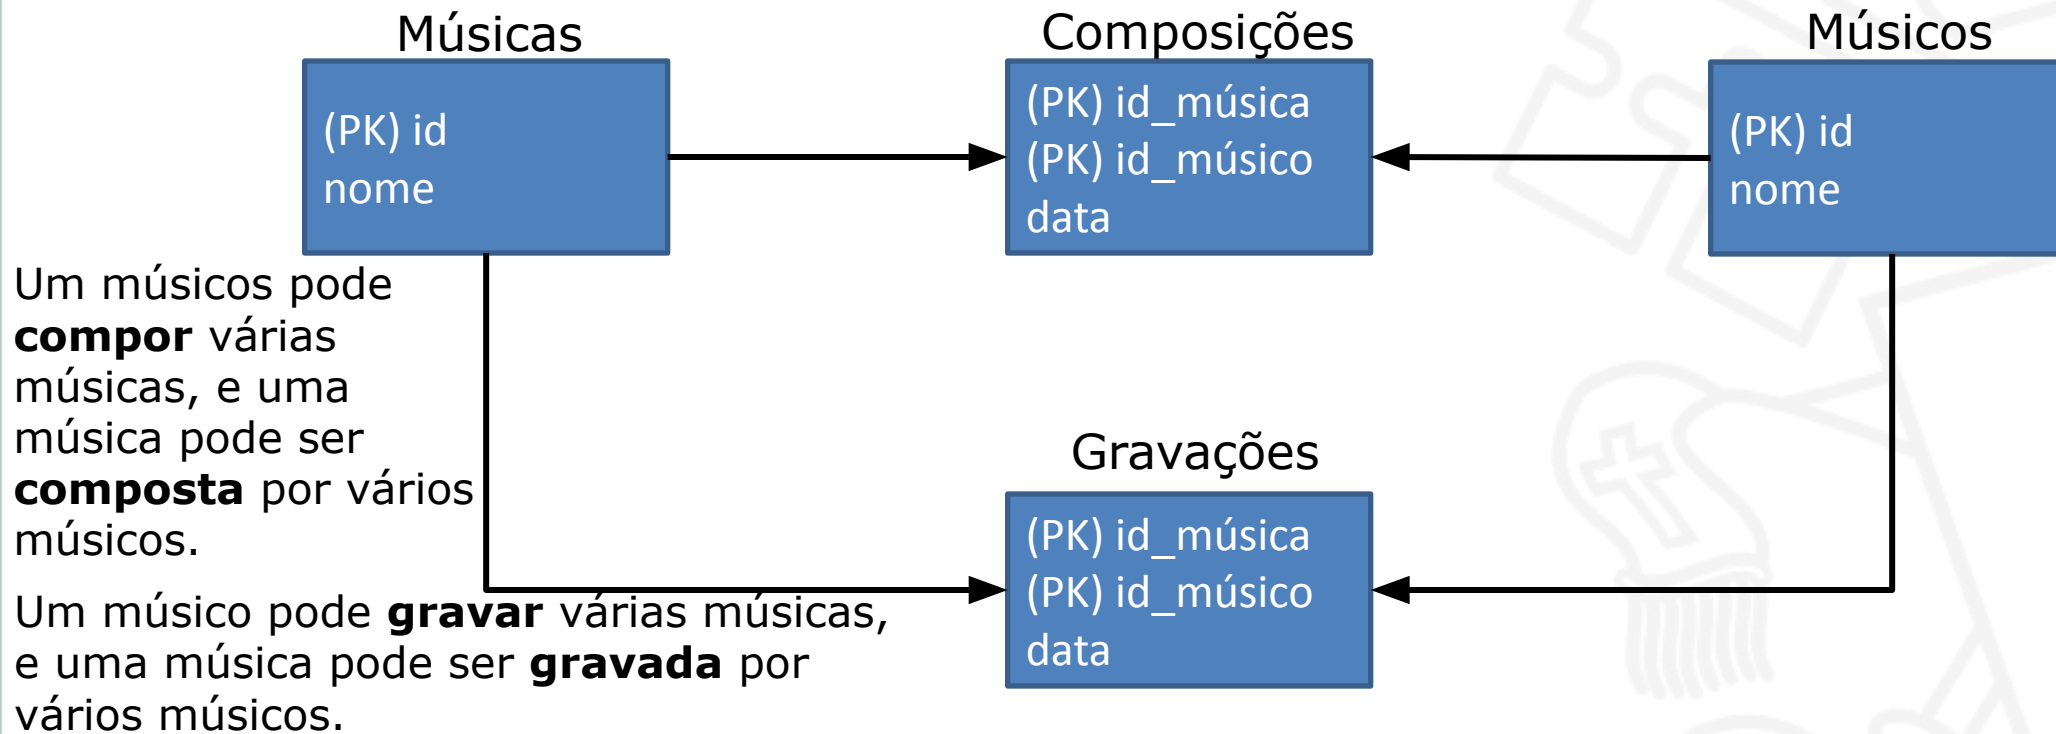 Músicas
(PK) id
nome
Composições
(PK) id_música
(PK) id_músico
data
Músicos
(PK) id
nome
Um músicos pode
compor várias
músicas, e uma
música pode ser
composta por vários
músicos.
Um músico pode gravar várias músicas,
e uma música pode ser gravada por
vários músicos.
Gravações
(PK) id_música
(PK) id_músico
data